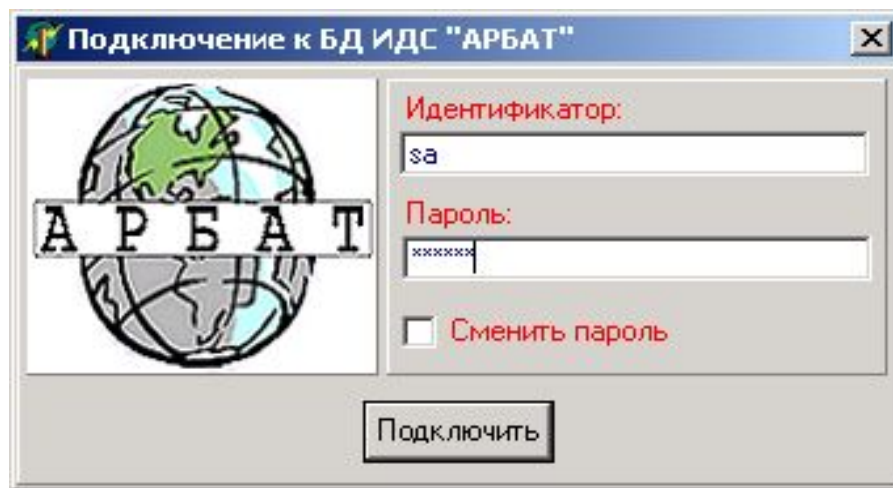 Подключение к БД ИДС "АРБАТ"
АРБАТ
Идентификатор:
sa
Пароль:
××××××
Сменить пароль
Подключить